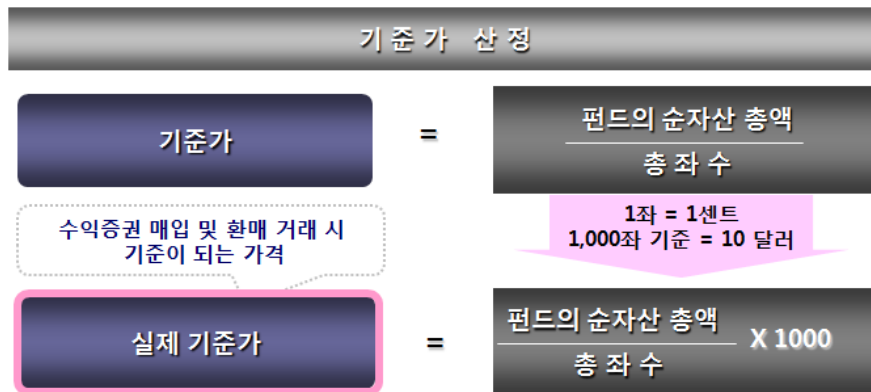 기 준 가 산 정
기준가
=
펀드의 순자산 총액
총 좌 수
수익증권 매입 및 환매 거래 시
기준이 되는 가격
1좌 = 1센트
1,000좌 기준 = 10 달러
실제 기준가
=
펀드의 순자산 총액
총 좌 수
X 1000